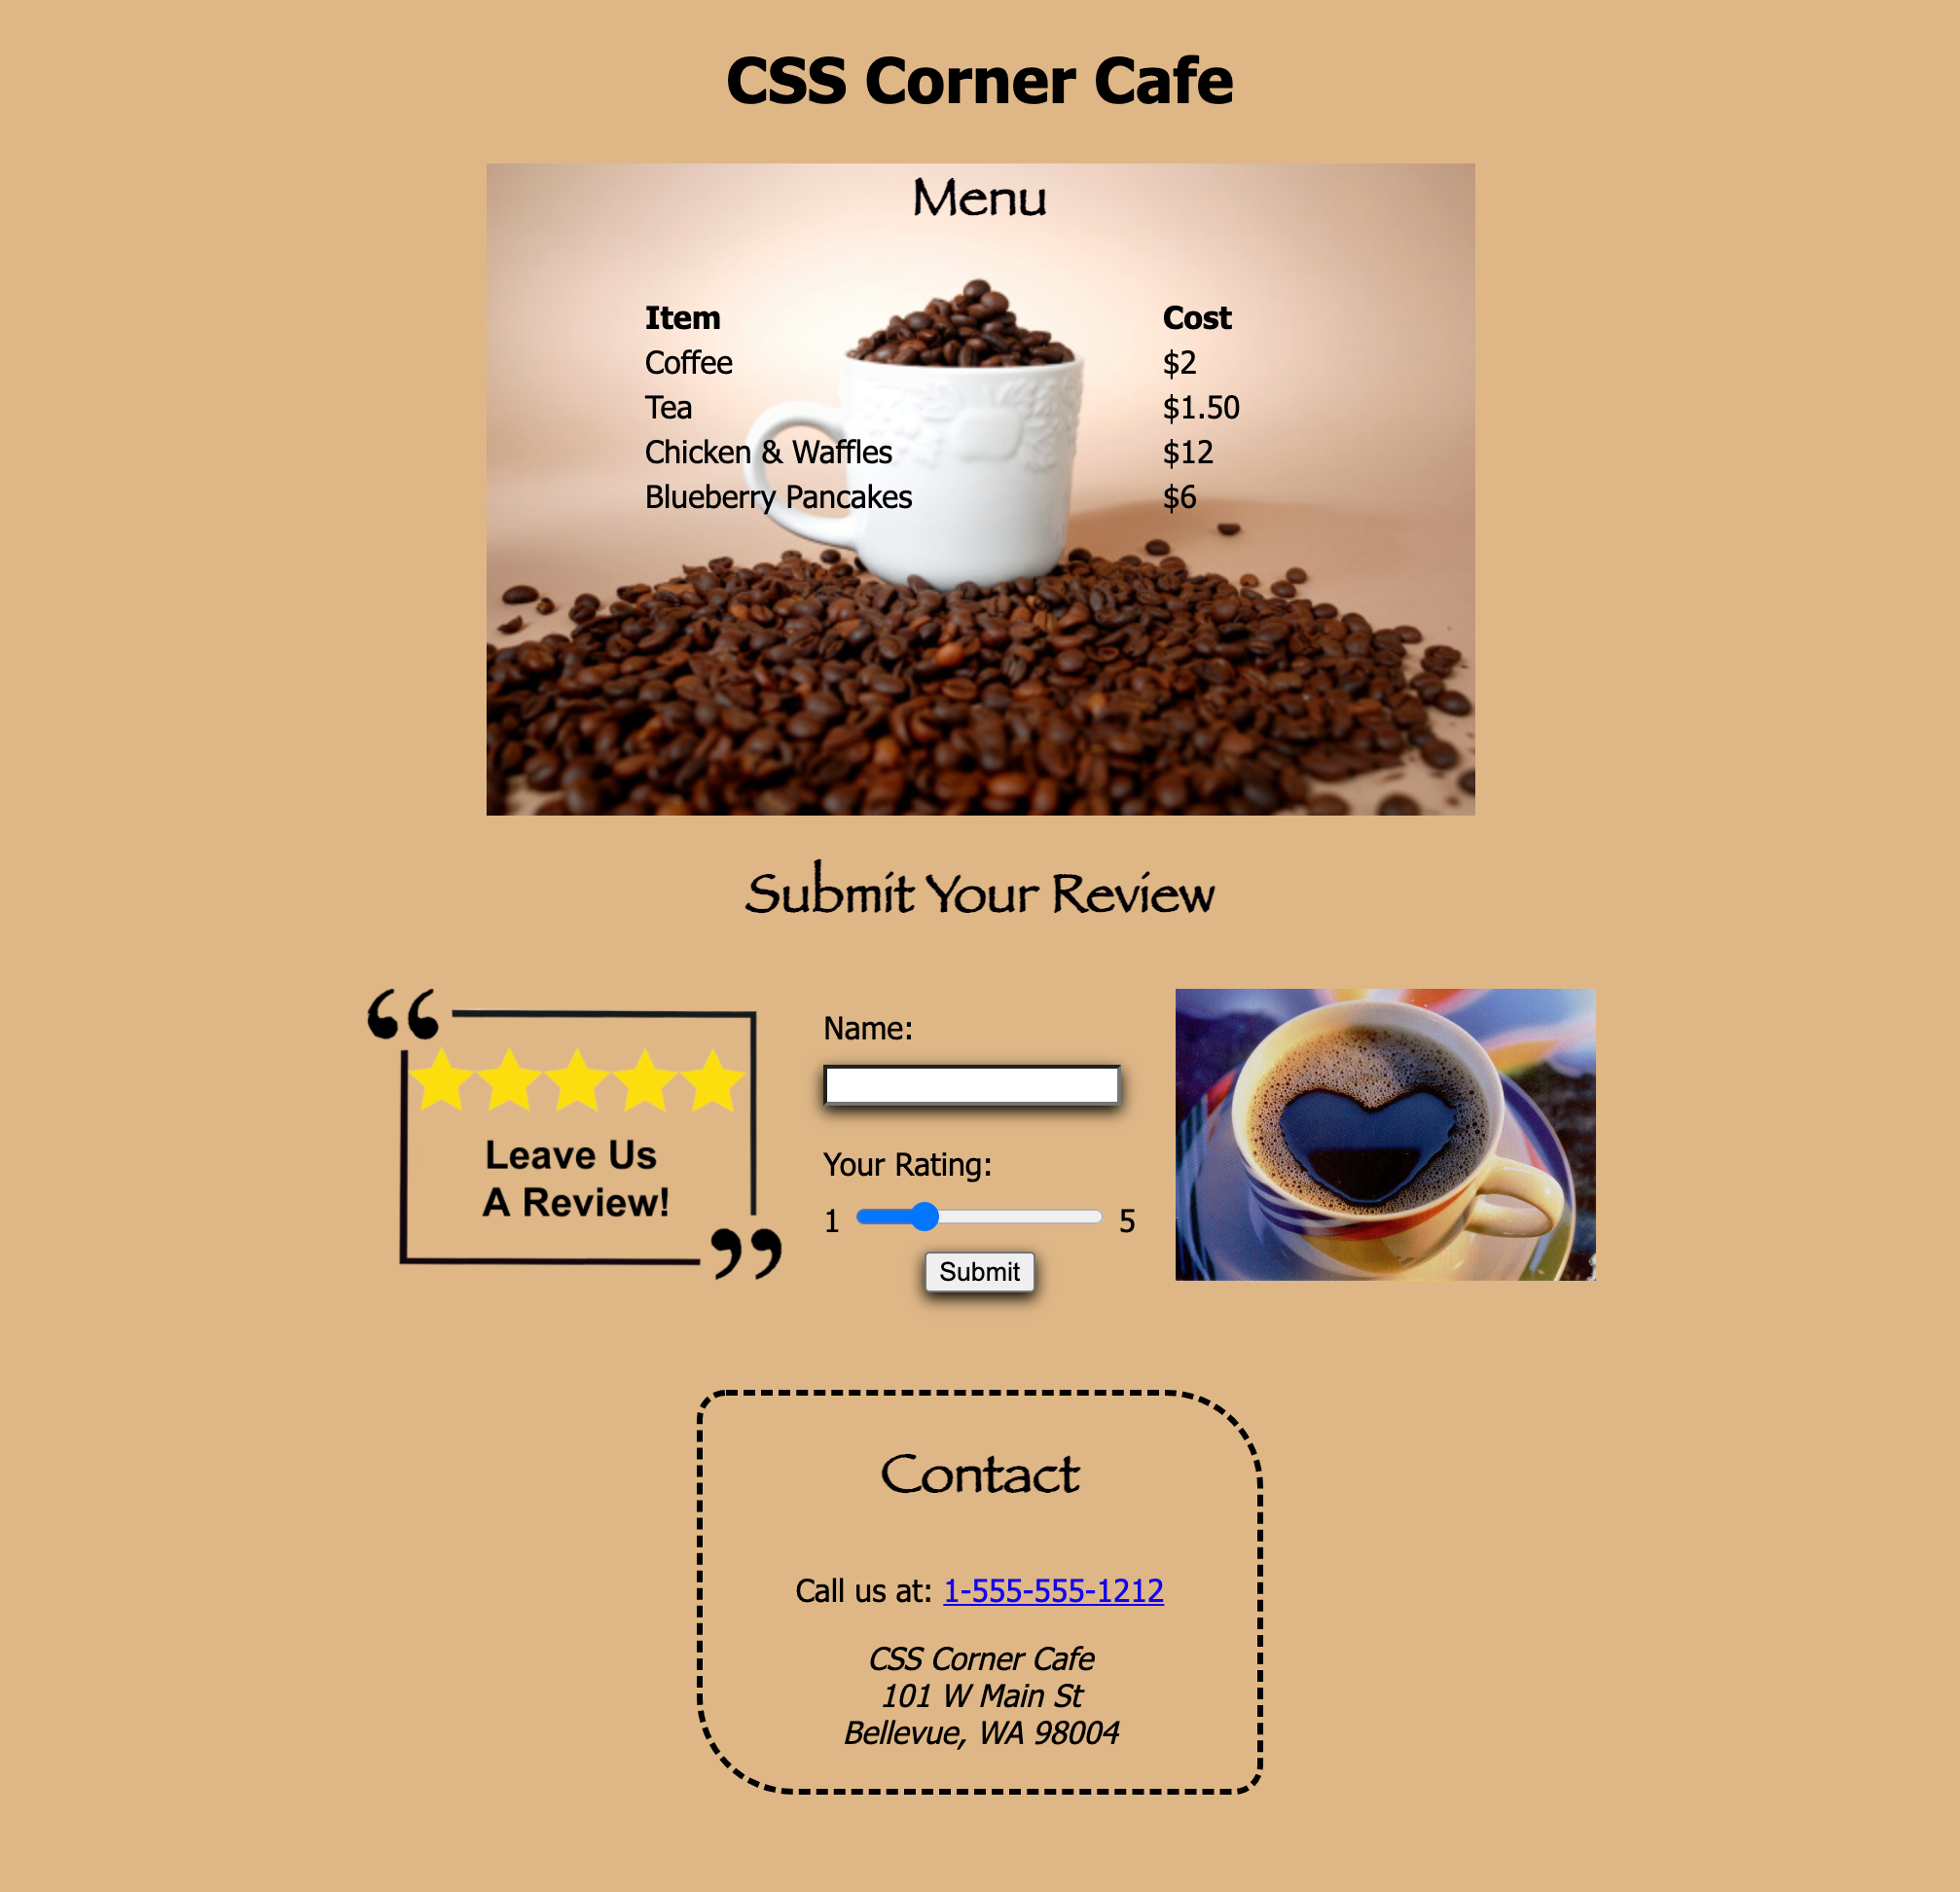 CSS Corner Cafe
Menu
Item Cost
Coffee $2
Tea $1.50
Chicken & Waffles $12
Blueberry Pancakes $6
Submit Your Review
“
Leave Us
A Review!
”
Name:
Your Rating:
1 5
Submit
Contact
Call us at: 1-555-555-1212
CSS Corner Cafe
101 W Main St
Bellevue, WA 98004